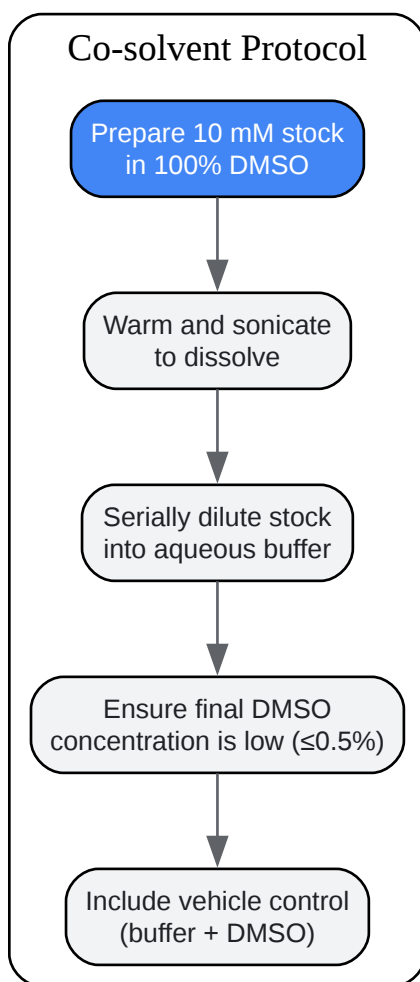 Co-solvent Protocol
Prepare 10 mM stock
in 100% DMSO
Warm and sonicate
to dissolve
Serially dilute stock
into aqueous buffer
Ensure final DMSO
concentration is low (≤0.5%)
Include vehicle control
(buffer + DMSO)